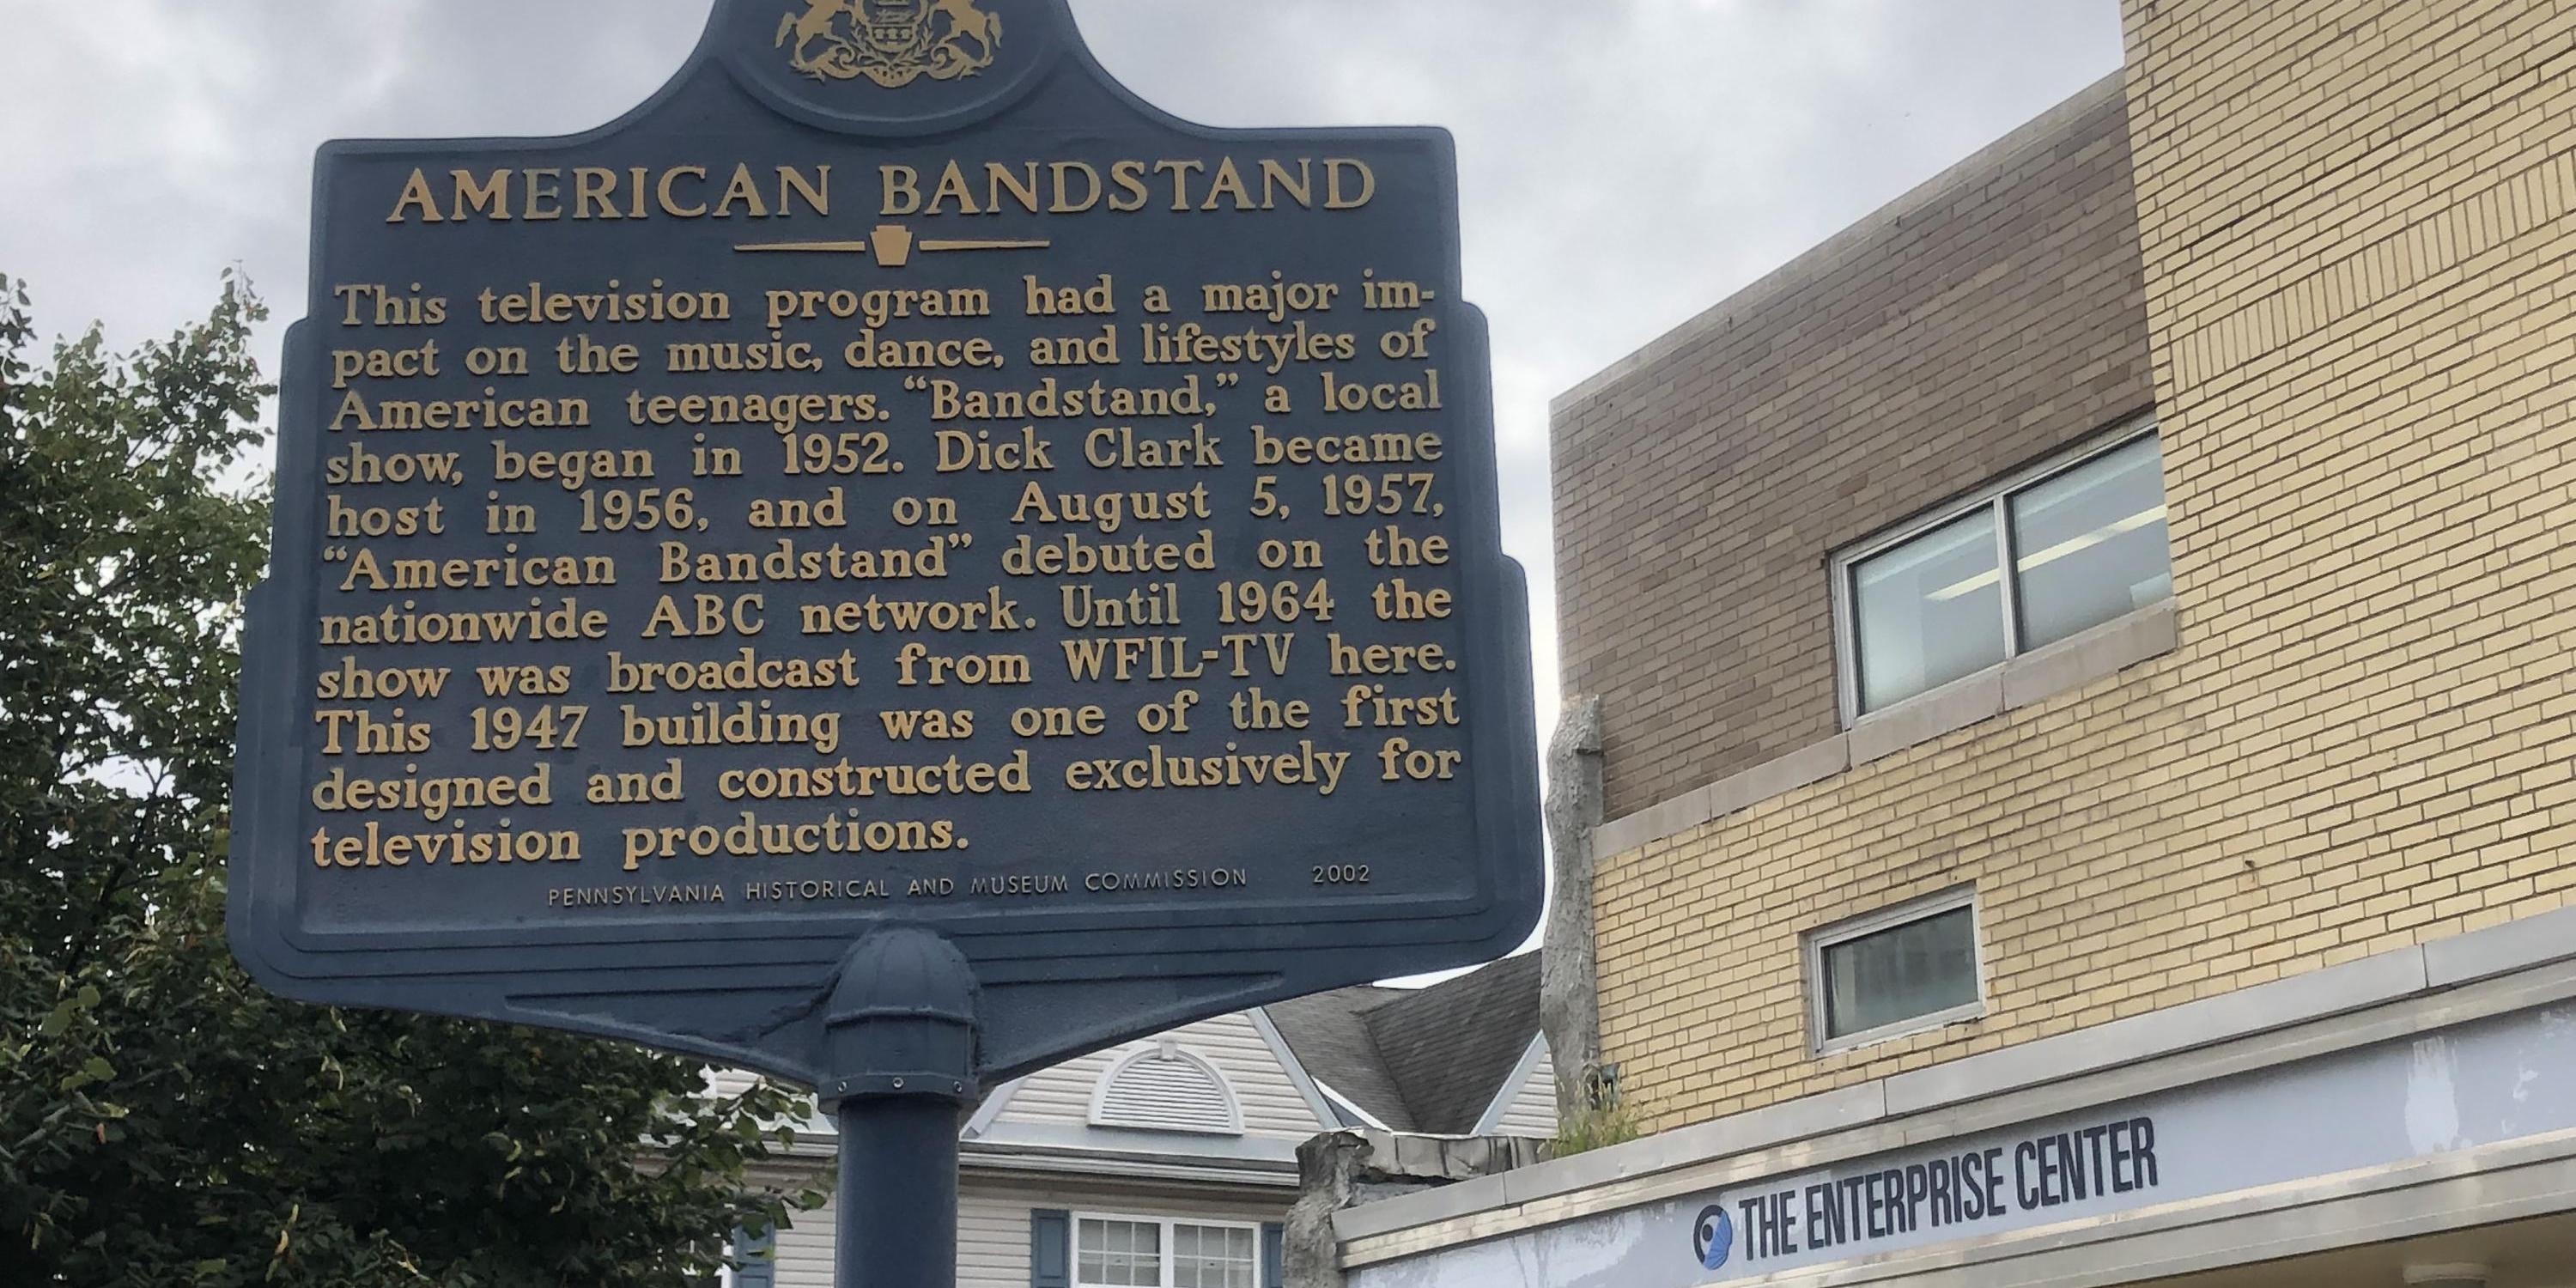 AMERICAN BANDSTAND
This television program had a major im-
pact on the music, dance, and lifestyles of
American teenagers. “Bandstand,” a local
show, began in 1952. Dick Clark became
host in 1956, and on August 5, 1957,
“American Bandstand” debuted on the
nationwide ABC network. Until 1964 the
show was broadcast from WFIL-TV here.
This 1947 building was one of the first
designed and constructed exclusively for
television productions.
PENNSYLVANIA HISTORICAL AND MUSEUM COMMISSION 2002
THE ENTERPRISE CENTER